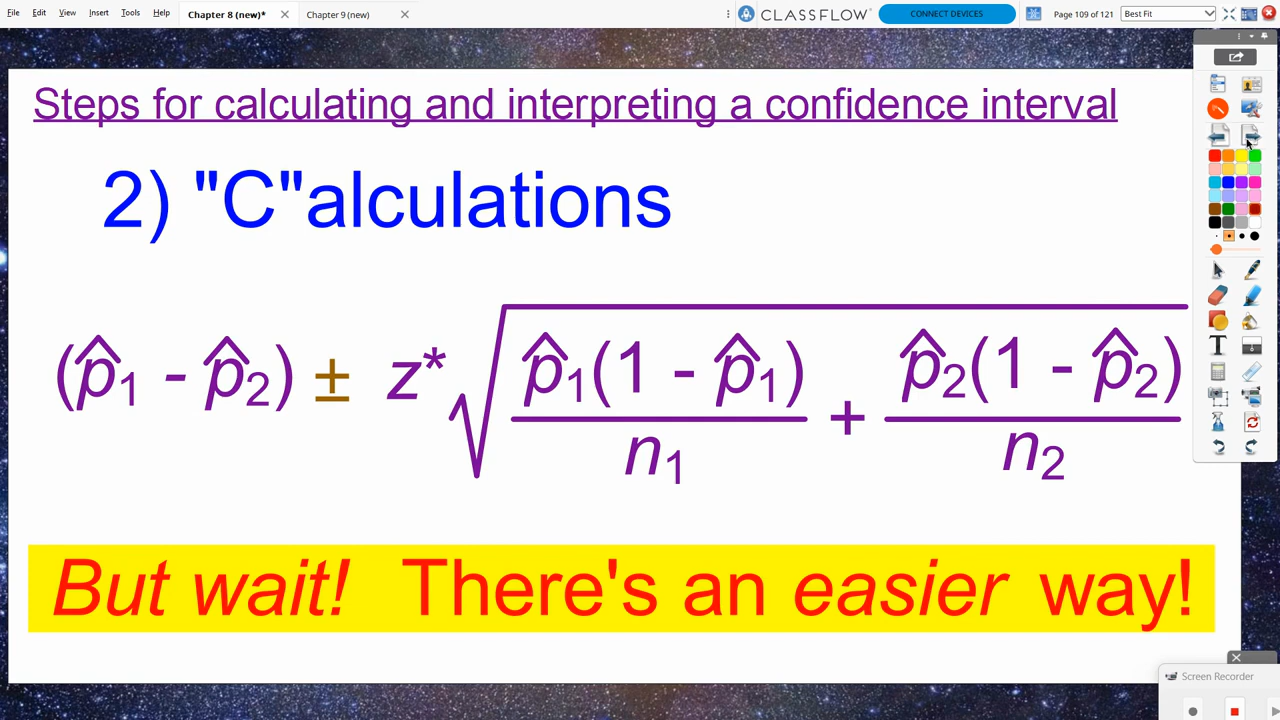 File Edit View Insert Tools Help Chapter 8 (new)* Chapter 9 (new) CLASSFLOW CONNECT DEVICES Page 109 of 121 Best Fit
Steps for calculating and interpreting a confidence interval
2) "C"alculations
(p̂₁ - p̂₂) ± z* √ p̂₁(1 - p̂₁) / n₁ + p̂₂(1 - p̂₂) / n₂
But wait! There's an easier way!
T
Screen Recorder